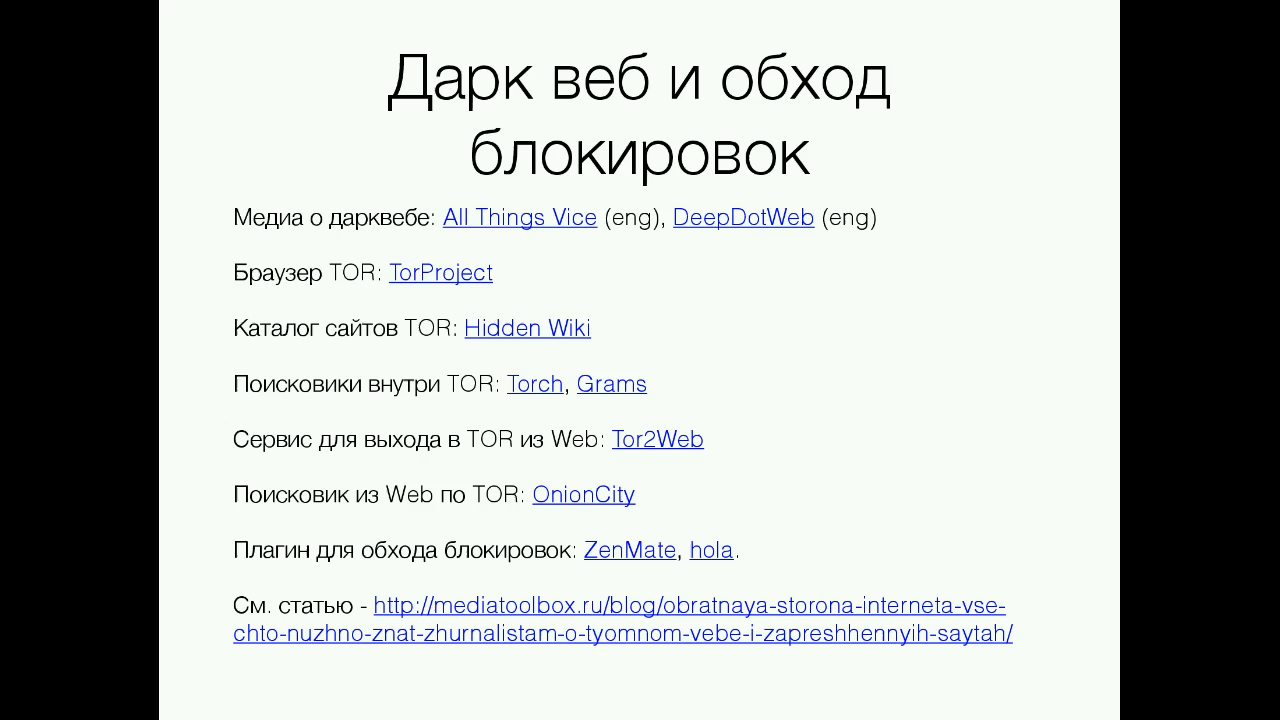 Дарк веб и обход
блокировок
Медиа о дарквебе: All Things Vice (eng), DeepDotWeb (eng)
Браузер TOR: TorProject
Каталог сайтов TOR: Hidden Wiki
Поисковики внутри TOR: Torch, Grams
Сервис для выхода в TOR из Web: Tor2Web
Поисковик из Web по TOR: OnionCity
Плагин для обхода блокировок: ZenMate, hola.
См. статью - http://mediatoolbox.ru/blog/obratnaya-storona-interneta-vse-
chto-nuzhno-znat-zhurnalistam-o-tyomnom-vebe-i-zapreshhennyih-saytah/